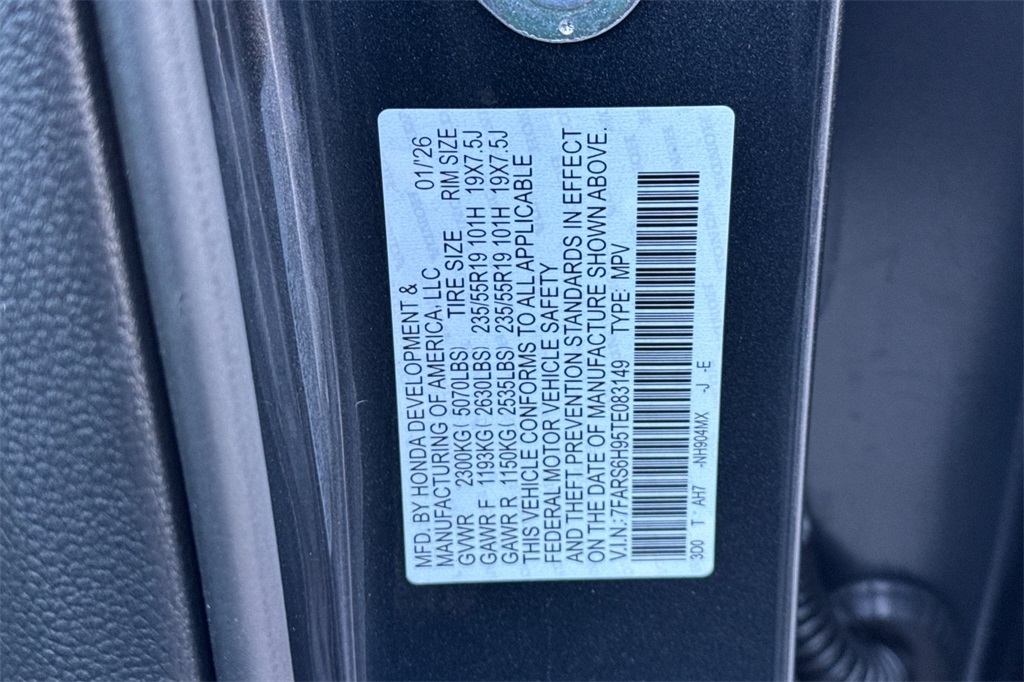 MFD. BY HONDA DEVELOPMENT &
MANUFACTURING OF AMERICA, LLC 01/'26
GVWR 2300KG( 5070LBS) TIRE SIZE RIM SIZE
GAWR F 1193KG( 2630LBS) 235/55R19 101H 19X7.5J
GAWR R 1150KG( 2535LBS) 235/55R19 101H 19X7.5J
THIS VEHICLE CONFORMS TO ALL APPLICABLE
FEDERAL MOTOR VEHICLE SAFETY
AND THEFT PREVENTION STANDARDS IN EFFECT
ON THE DATE OF MANUFACTURE SHOWN ABOVE.
V.I.N.: 7FARS6H95TE083149 TYPE: MPV
300 T AH7 -NH904MX -J -E